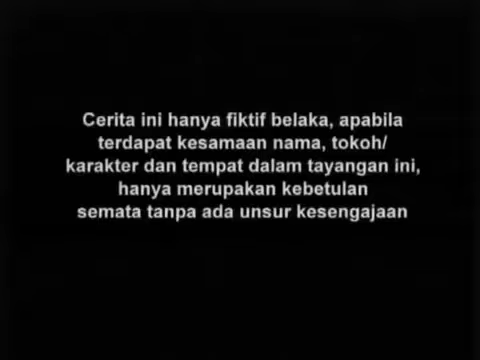 Cerita ini hanya fiktif belaka, apabila
terdapat kesamaan nama, tokoh/
karakter dan tempat dalam tayangan ini,
hanya merupakan kebetulan
semata tanpa ada unsur kesengajaan